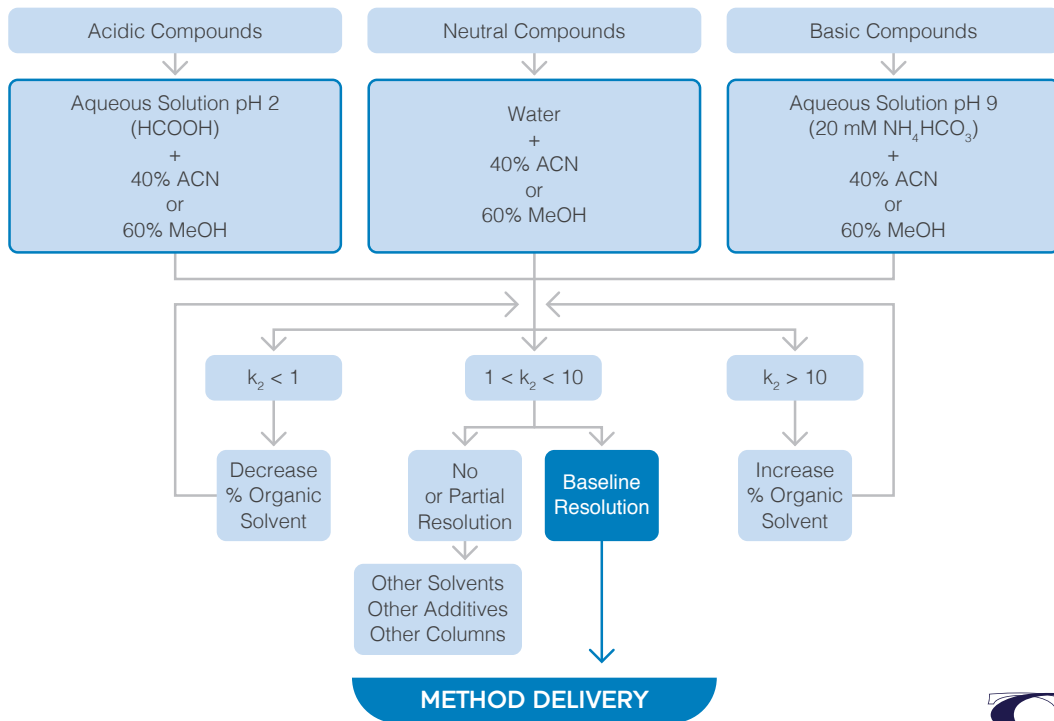 Acidic Compounds
Neutral Compounds
Basic Compounds
Aqueous Solution pH 2
(HCOOH)
+
40% ACN
or
60% MeOH
Water
+
40% ACN
or
60% MeOH
Aqueous Solution pH 9
(20 mM NH₄HCO₃)
+
40% ACN
or
60% MeOH
k₂ < 1
1 < k₂ < 10
k₂ > 10
Decrease
% Organic
Solvent
No
or Partial
Resolution
Baseline
Resolution
Increase
% Organic
Solvent
Other Solvents
Other Additives
Other Columns
METHOD DELIVERY